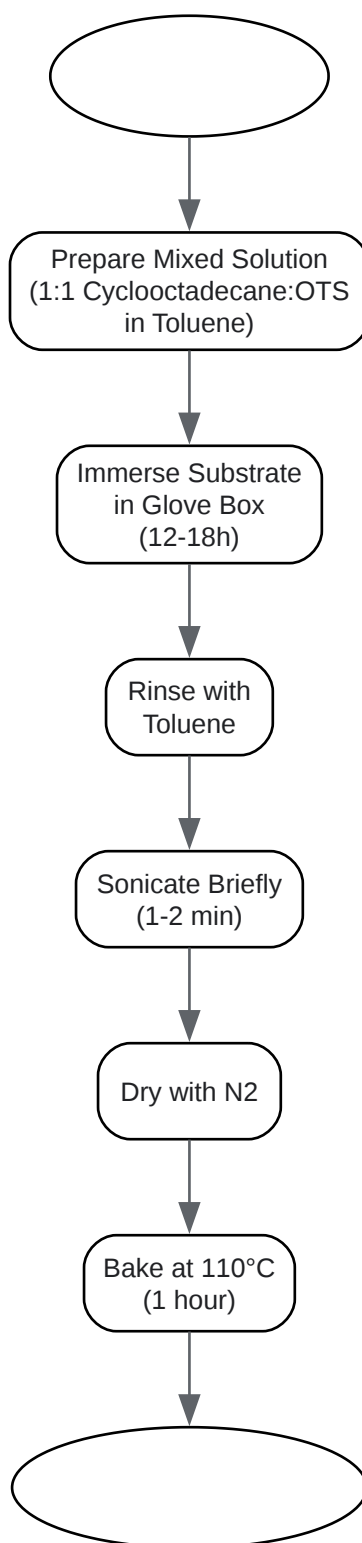 Prepare Mixed Solution
(1:1 Cyclooctadecane:OTS
in Toluene)
Immerse Substrate
in Glove Box
(12-18h)
Rinse with
Toluene
Sonicate Briefly
(1-2 min)
Dry with N2
Bake at 110°C
(1 hour)